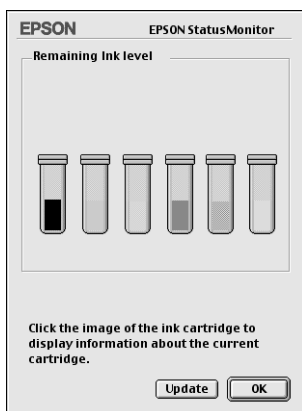 EPSON EPSON StatusMonitor
Remaining Ink level
Click the image of the ink cartridge to
display information about the current
cartridge.
Update OK